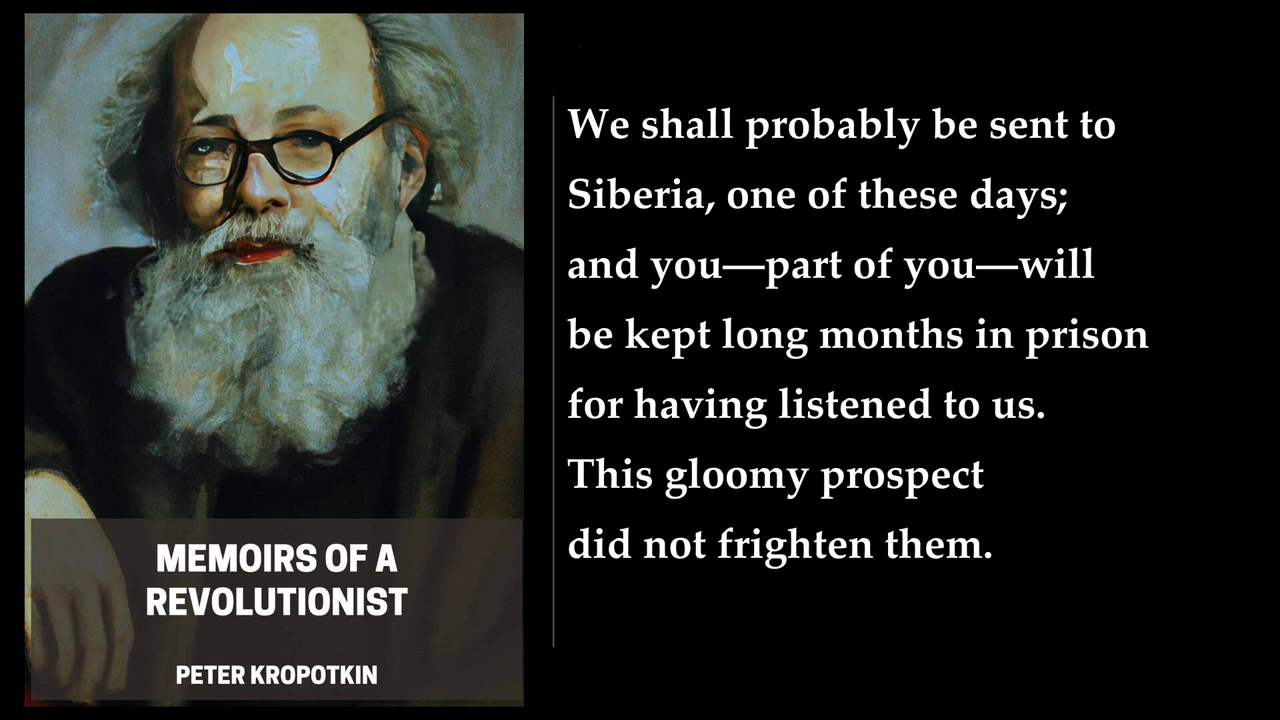 We shall probably be sent to
Siberia, one of these days;
and you—part of you—will
be kept long months in prison
for having listened to us.
This gloomy prospect
did not frighten them.
MEMOIRS OF A
REVOLUTIONIST
PETER KROPOTKIN